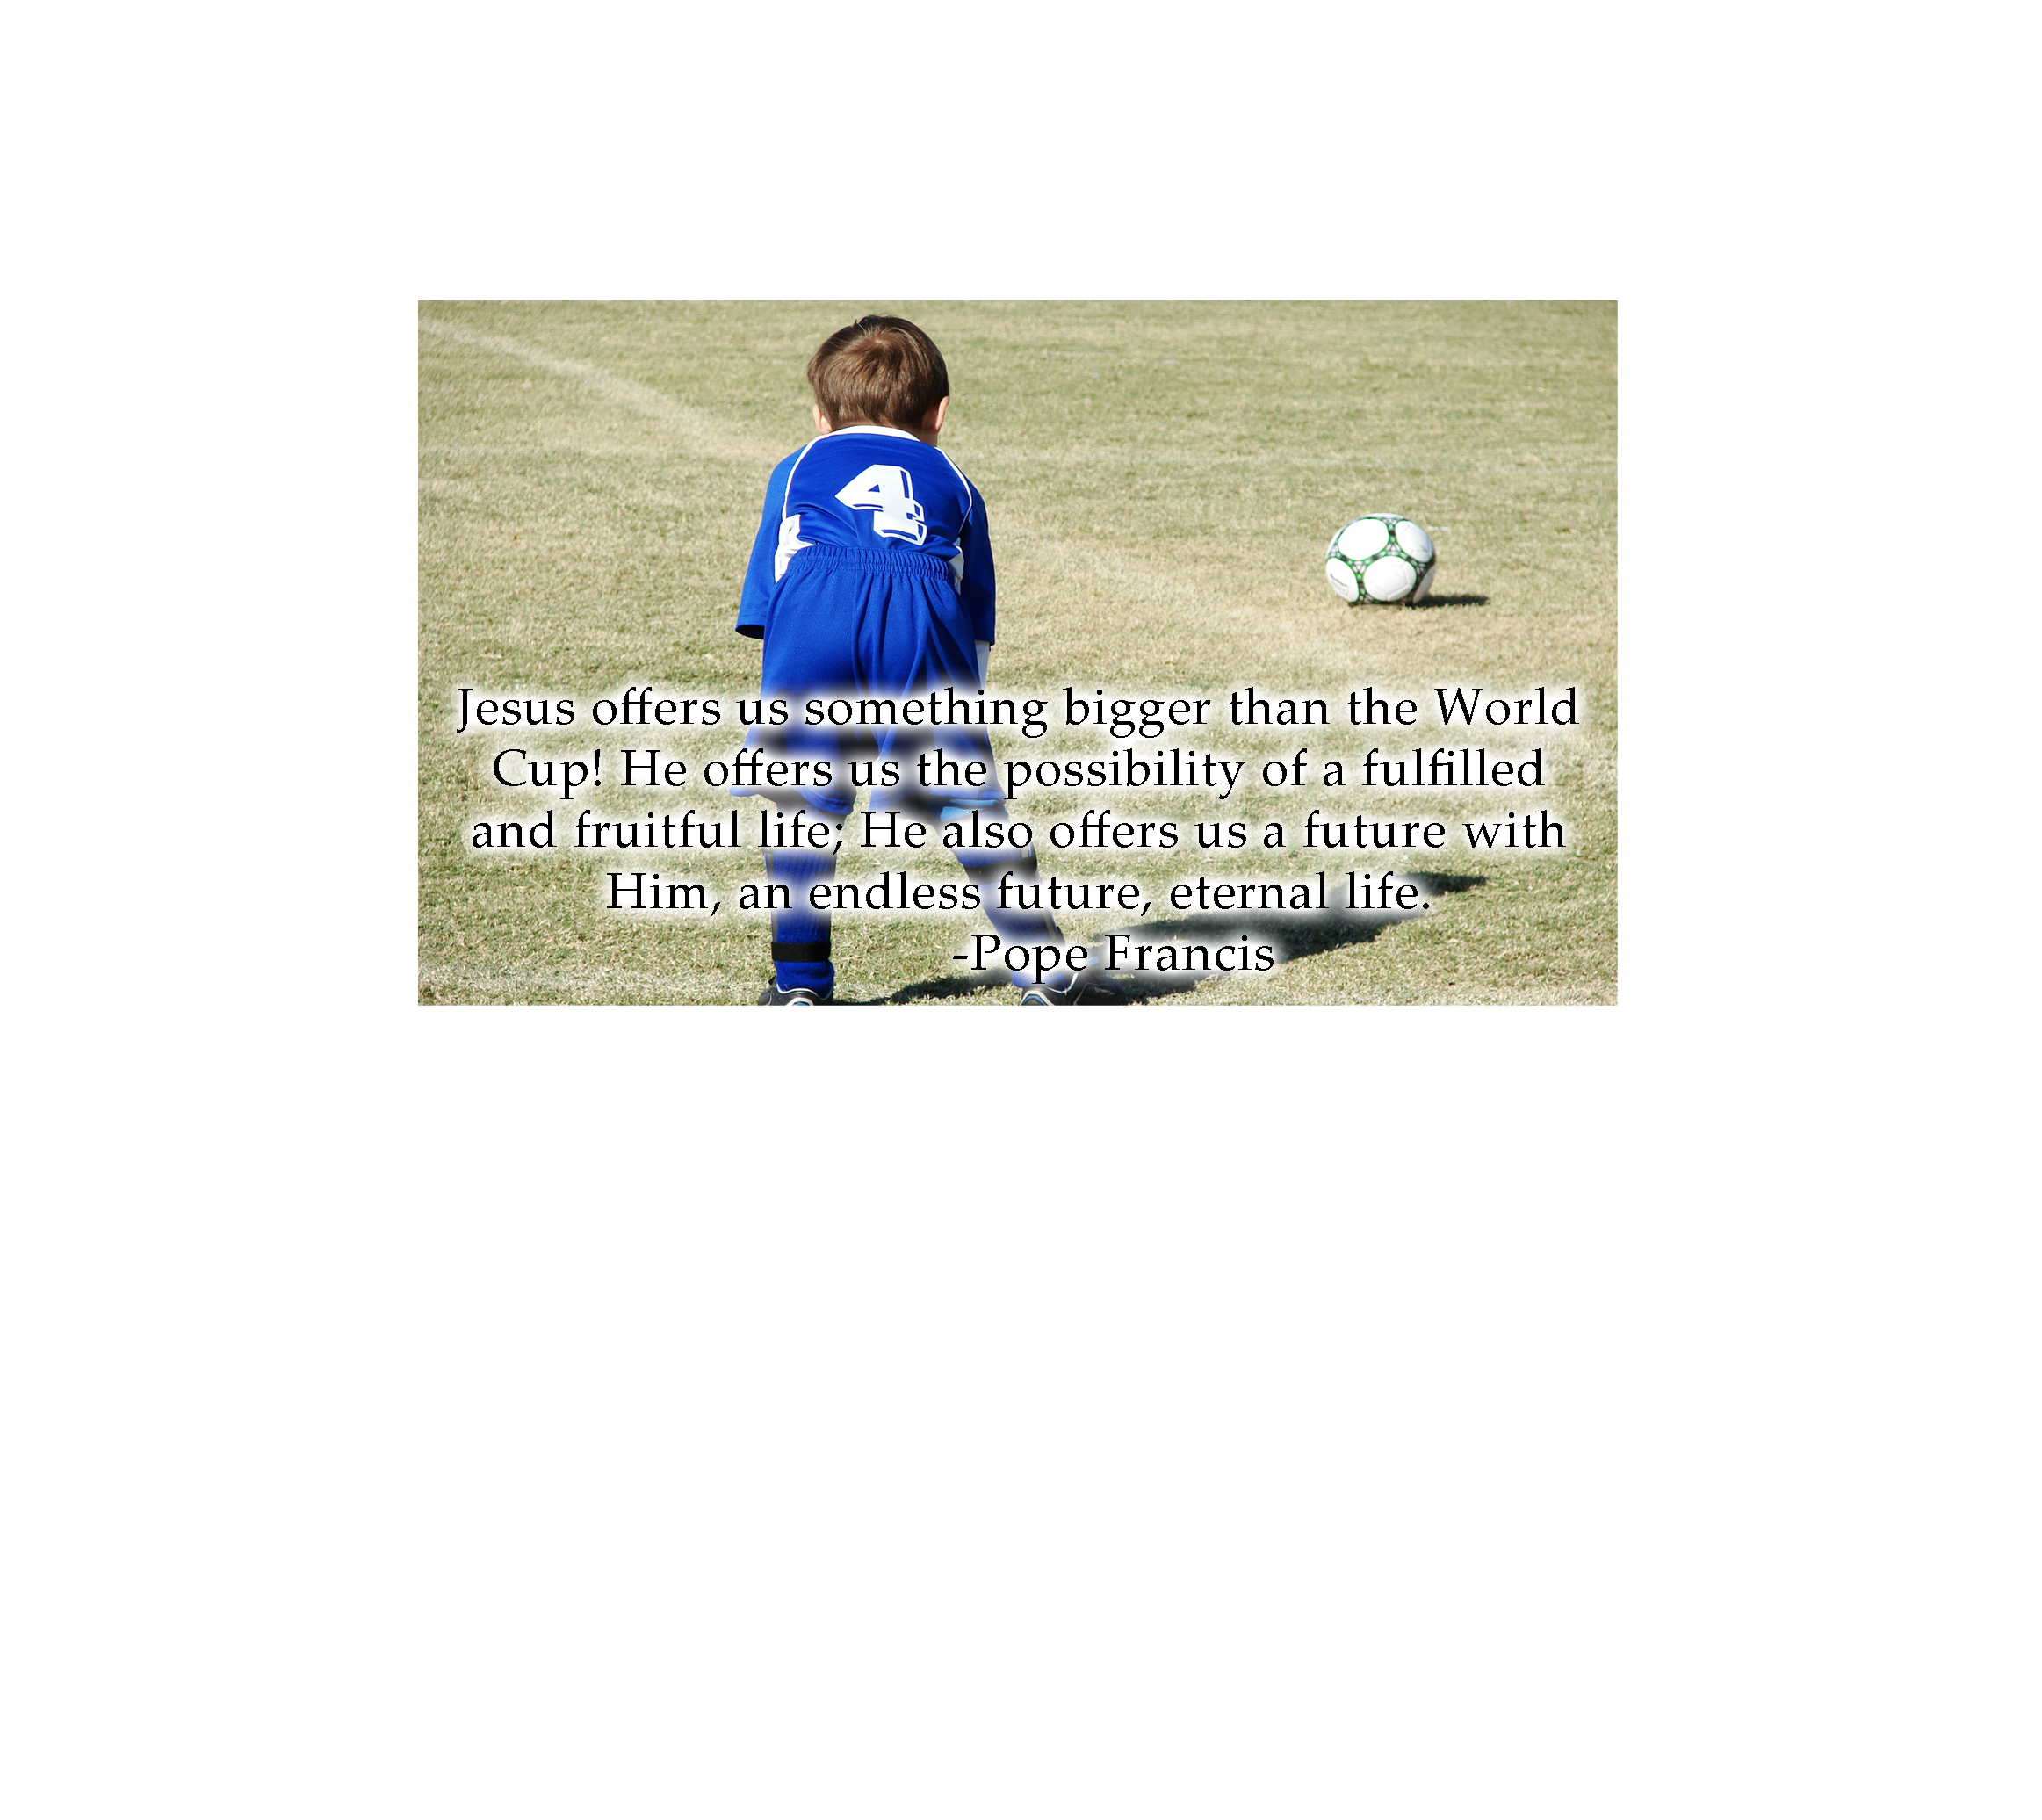 4
Jesus offers us something bigger than the World
Cup! He offers us the possibility of a fulfilled
and fruitful life; He also offers us a future with
Him, an endless future, eternal life.
-Pope Francis